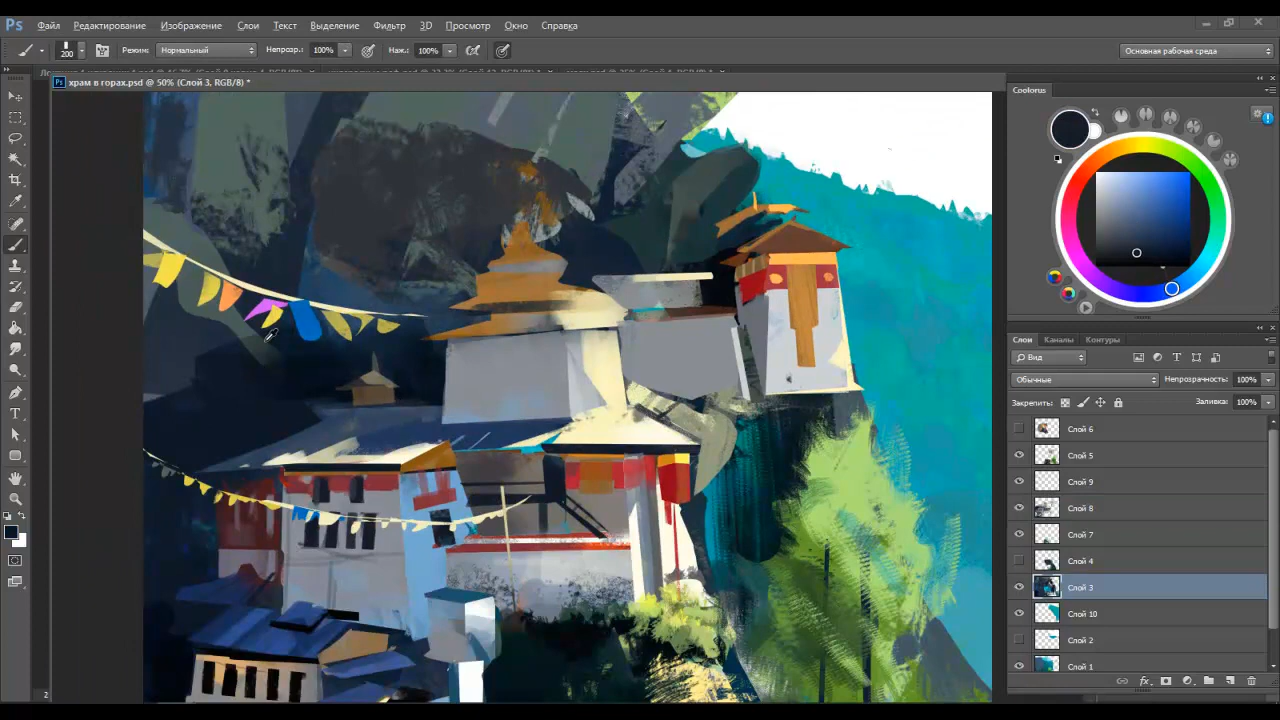 Ps Файл Редактирование Изображение Слои Текст Выделение Фильтр 3D Просмотр Окно Справка
200 Режим: Нормальный Непрозр.: 100% Наж.: 100% Основная рабочая среда
Ps храм в горах.psd @ 50% (Слой 3, RGB/8) *
Coolorus
Слои Каналы Контуры
Вид
Обычные Непрозрачность: 100%
Закрепить: Заливка: 100%
Слой 6
Слой 5
Слой 9
Слой 8
Слой 7
Слой 4
Слой 3
Слой 10
Слой 2
Слой 1
2
fx